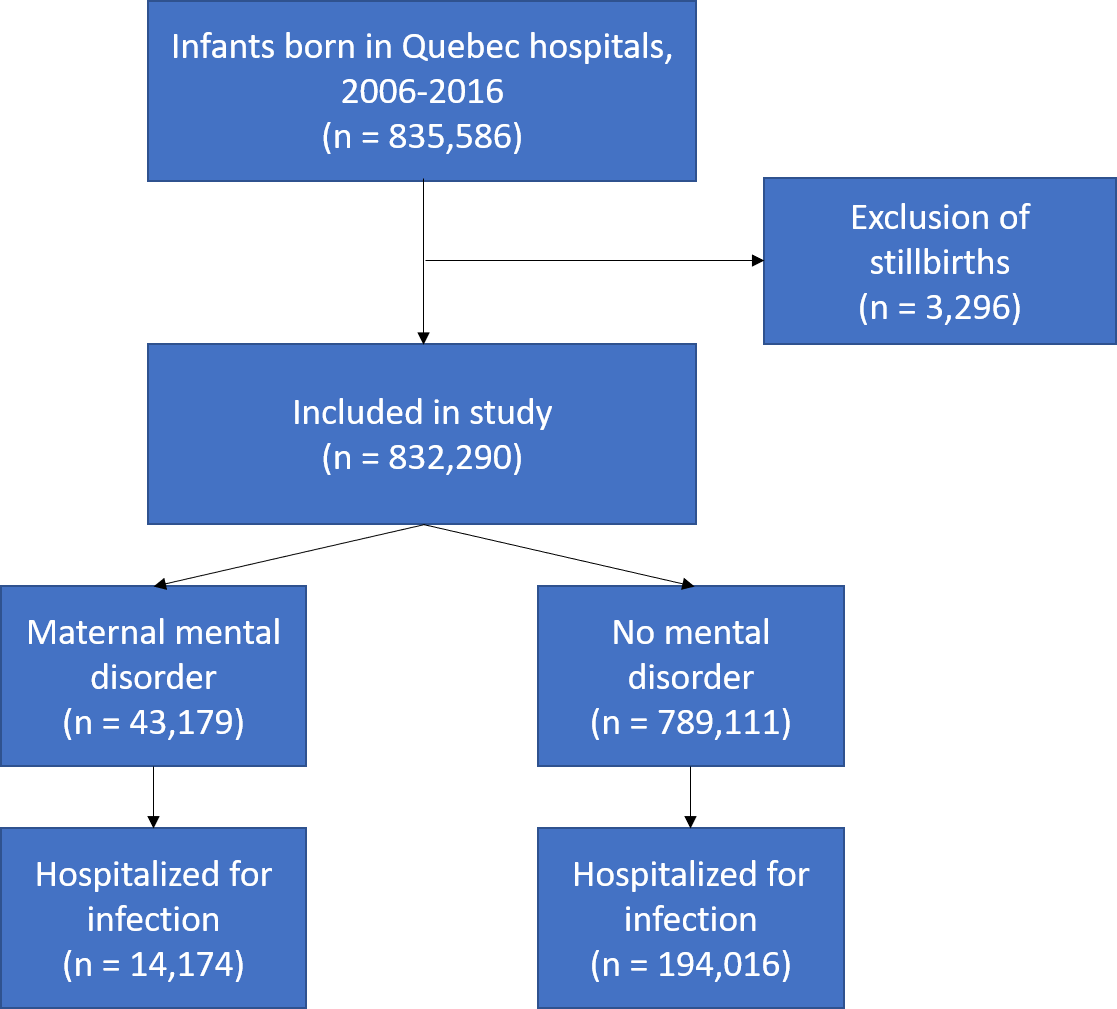 Infants born in Quebec hospitals,
2006-2016
(n = 835,586)
Exclusion of
stillbirths
(n = 3,296)
Included in study
(n = 832,290)
Maternal mental
disorder
(n = 43,179)
No mental
disorder
(n = 789,111)
Hospitalized for
infection
(n = 14,174)
Hospitalized for
infection
(n = 194,016)